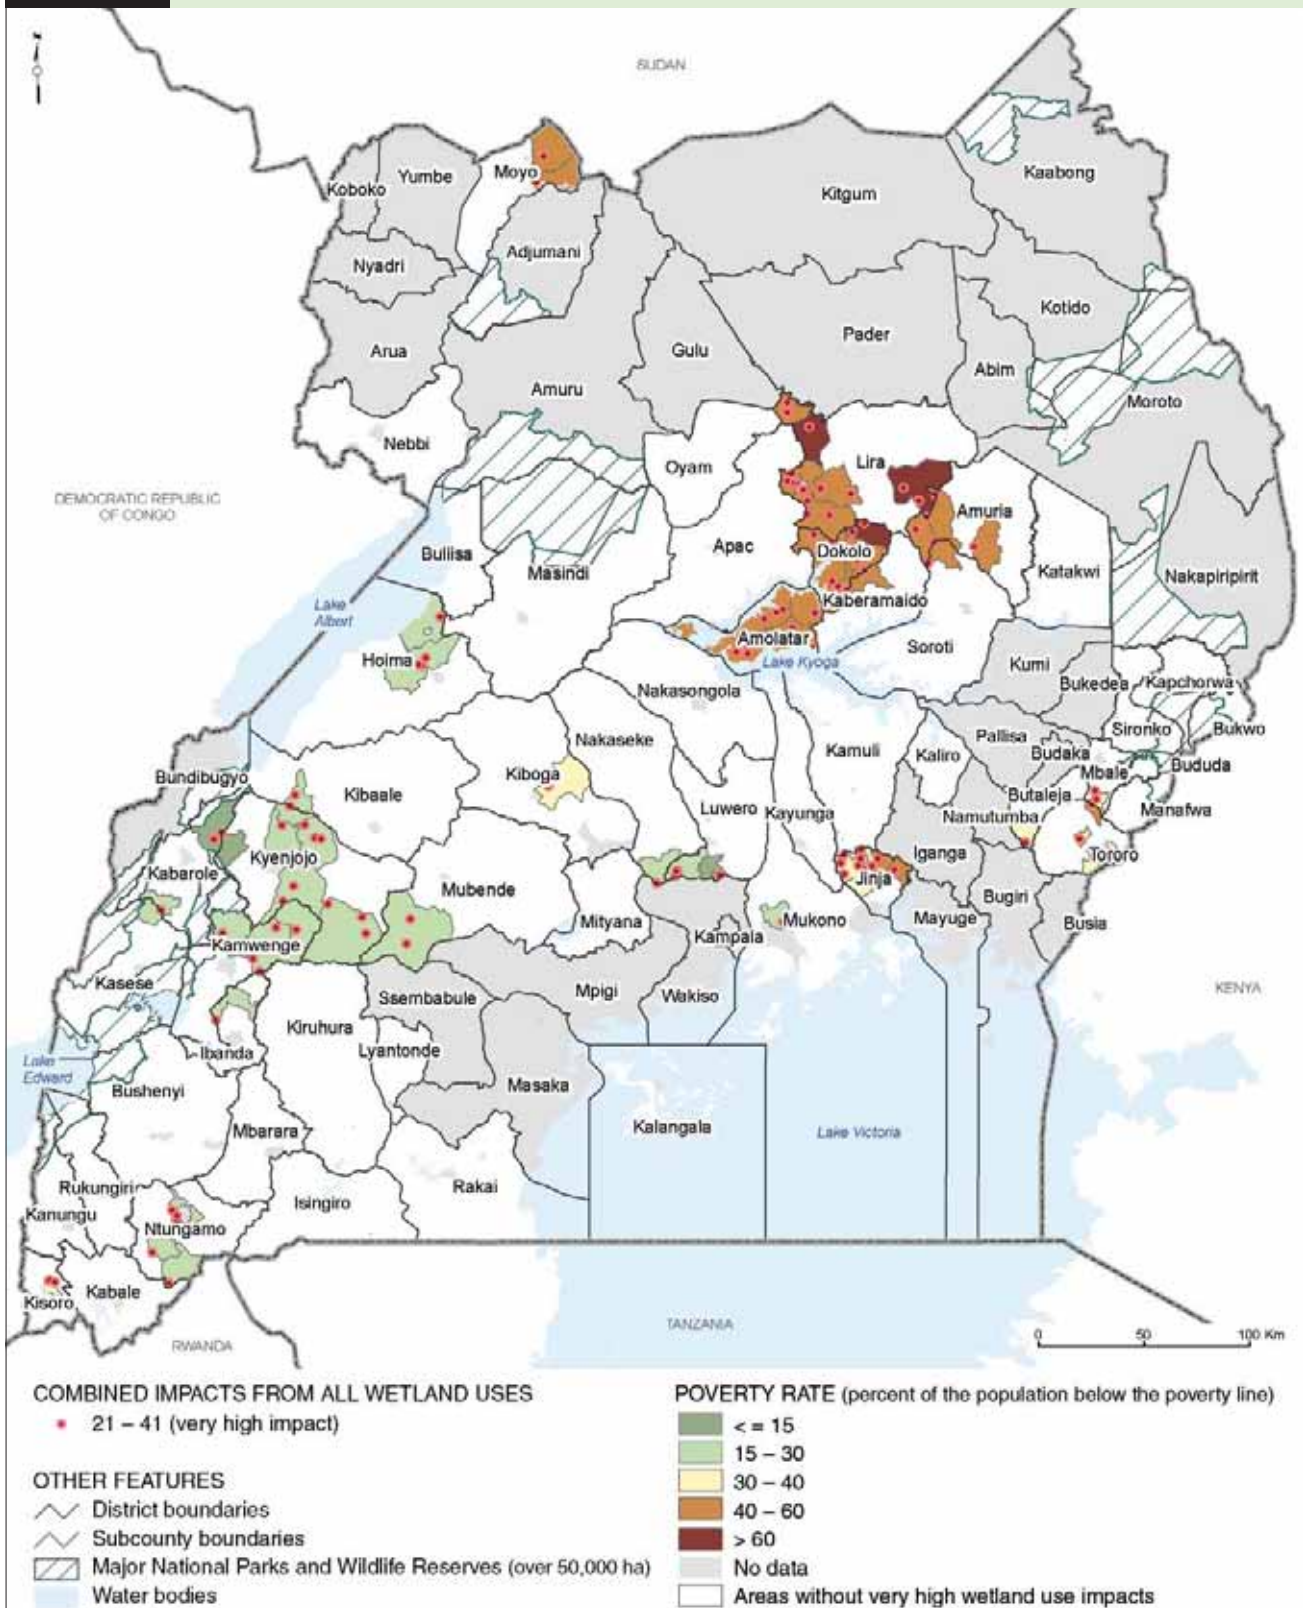 SUDAN
Koboko
Yumbe
Moyo
Kitgum
Kaabong
Nyadri
Adjumani
Kotido
Arua
Gulu
Pader
Abim
Amuru
Moroto
Nebbi
Oyam
Lira
DEMOCRATIC REPUBLIC
OF CONGO
Amuria
Buliisa
Apac
Dokolo
Masindi
Katakwi
Nakapiripirit
Lake
Albert
Kaberamaido
Amolatar
Hoima
Lake Kyoga
Soroti
Kumi
Bukedea
Kapchorwa
Nakasongola
Sironko
Bukwo
Nakaseke
Kamuli
Pallisa
Kaliro
Budaka
Bundibugyo
Kiboga
Mbale
Bududa
Kibaale
Luwero
Kayunga
Butaleja
Manafwa
Namutumba
Kyenjojo
Iganga
Tororo
Kabarole
Mubende
Jinja
Bugiri
Mityana
Mukono
Mayuge
Busia
Kamwenge
Kampala
Kasese
Ssembabule
Mpigi
Wakiso
KENYA
Kiruhura
Lyantonde
Ibanda
Lake
Edward
Bushenyi
Masaka
Mbarara
Kalangala
Lake Victoria
Rukungiri
Rakai
Isingiro
Kanungu
Ntungamo
Kabale
Kisoro
RWANDA
TANZANIA
0 50 100 Km
COMBINED IMPACTS FROM ALL WETLAND USES
21 – 41 (very high impact)
OTHER FEATURES
District boundaries
Subcounty boundaries
Major National Parks and Wildlife Reserves (over 50,000 ha)
Water bodies
POVERTY RATE (percent of the population below the poverty line)
< = 15
15 – 30
30 – 40
40 – 60
> 60
No data
Areas without very high wetland use impacts